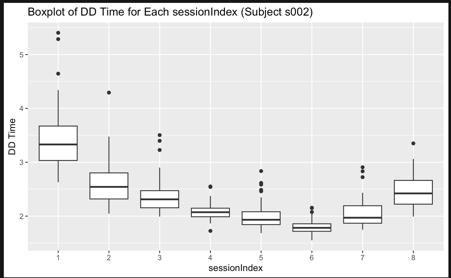 Boxplot of DD Time for Each sessionIndex (Subject s002)
DD Time
5
4
3
2
1 2 3 4 5 6 7 8
sessionIndex